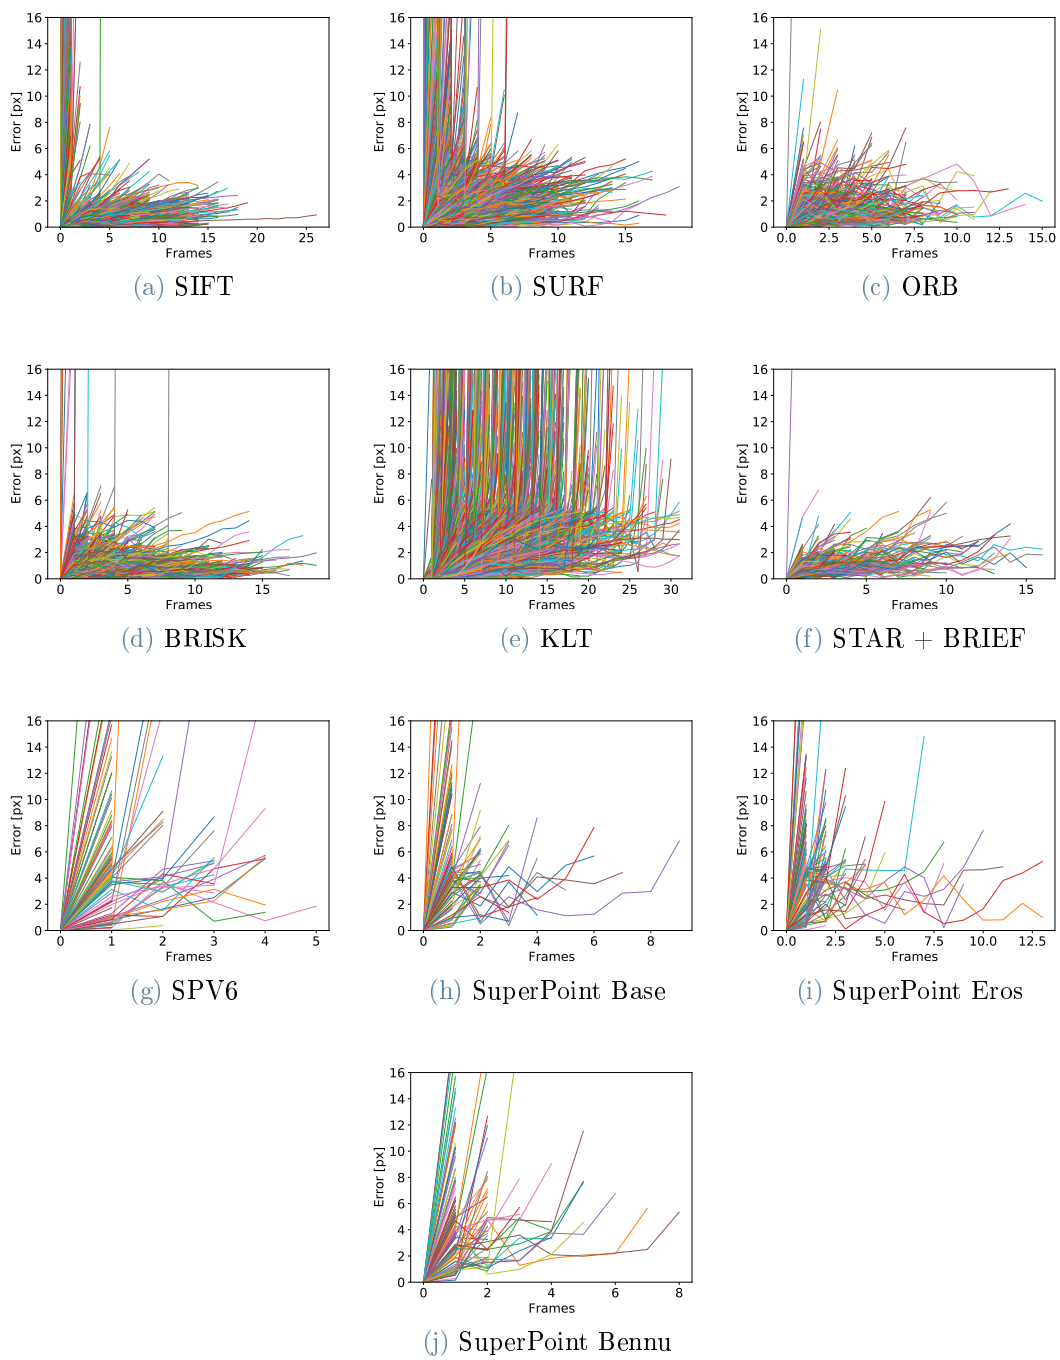 16
14
12
10
8
6
4
2
0
Error [px]
0 5 10 15 20 25
Frames
(a) SIFT
16
14
12
10
8
6
4
2
0
Error [px]
0 5 10 15
Frames
(b) SURF
16
14
12
10
8
6
4
2
0
Error [px]
0.0 2.5 5.0 7.5 10.0 12.5 15.0
Frames
(c) ORB
16
14
12
10
8
6
4
2
0
Error [px]
0 5 10 15
Frames
(d) BRISK
16
14
12
10
8
6
4
2
0
Error [px]
0 5 10 15 20 25 30
Frames
(e) KLT
16
14
12
10
8
6
4
2
0
Error [px]
0 5 10 15
Frames
(f) STAR + BRIEF
16
14
12
10
8
6
4
2
0
Error [px]
0 1 2 3 4 5
Frames
(g) SPV6
16
14
12
10
8
6
4
2
0
Error [px]
0 2 4 6 8
Frames
(h) SuperPoint Base
16
14
12
10
8
6
4
2
0
Error [px]
0.0 2.5 5.0 7.5 10.0 12.5
Frames
(i) SuperPoint Eros
16
14
12
10
8
6
4
2
0
Error [px]
0 2 4 6 8
Frames
(j) SuperPoint Bennu